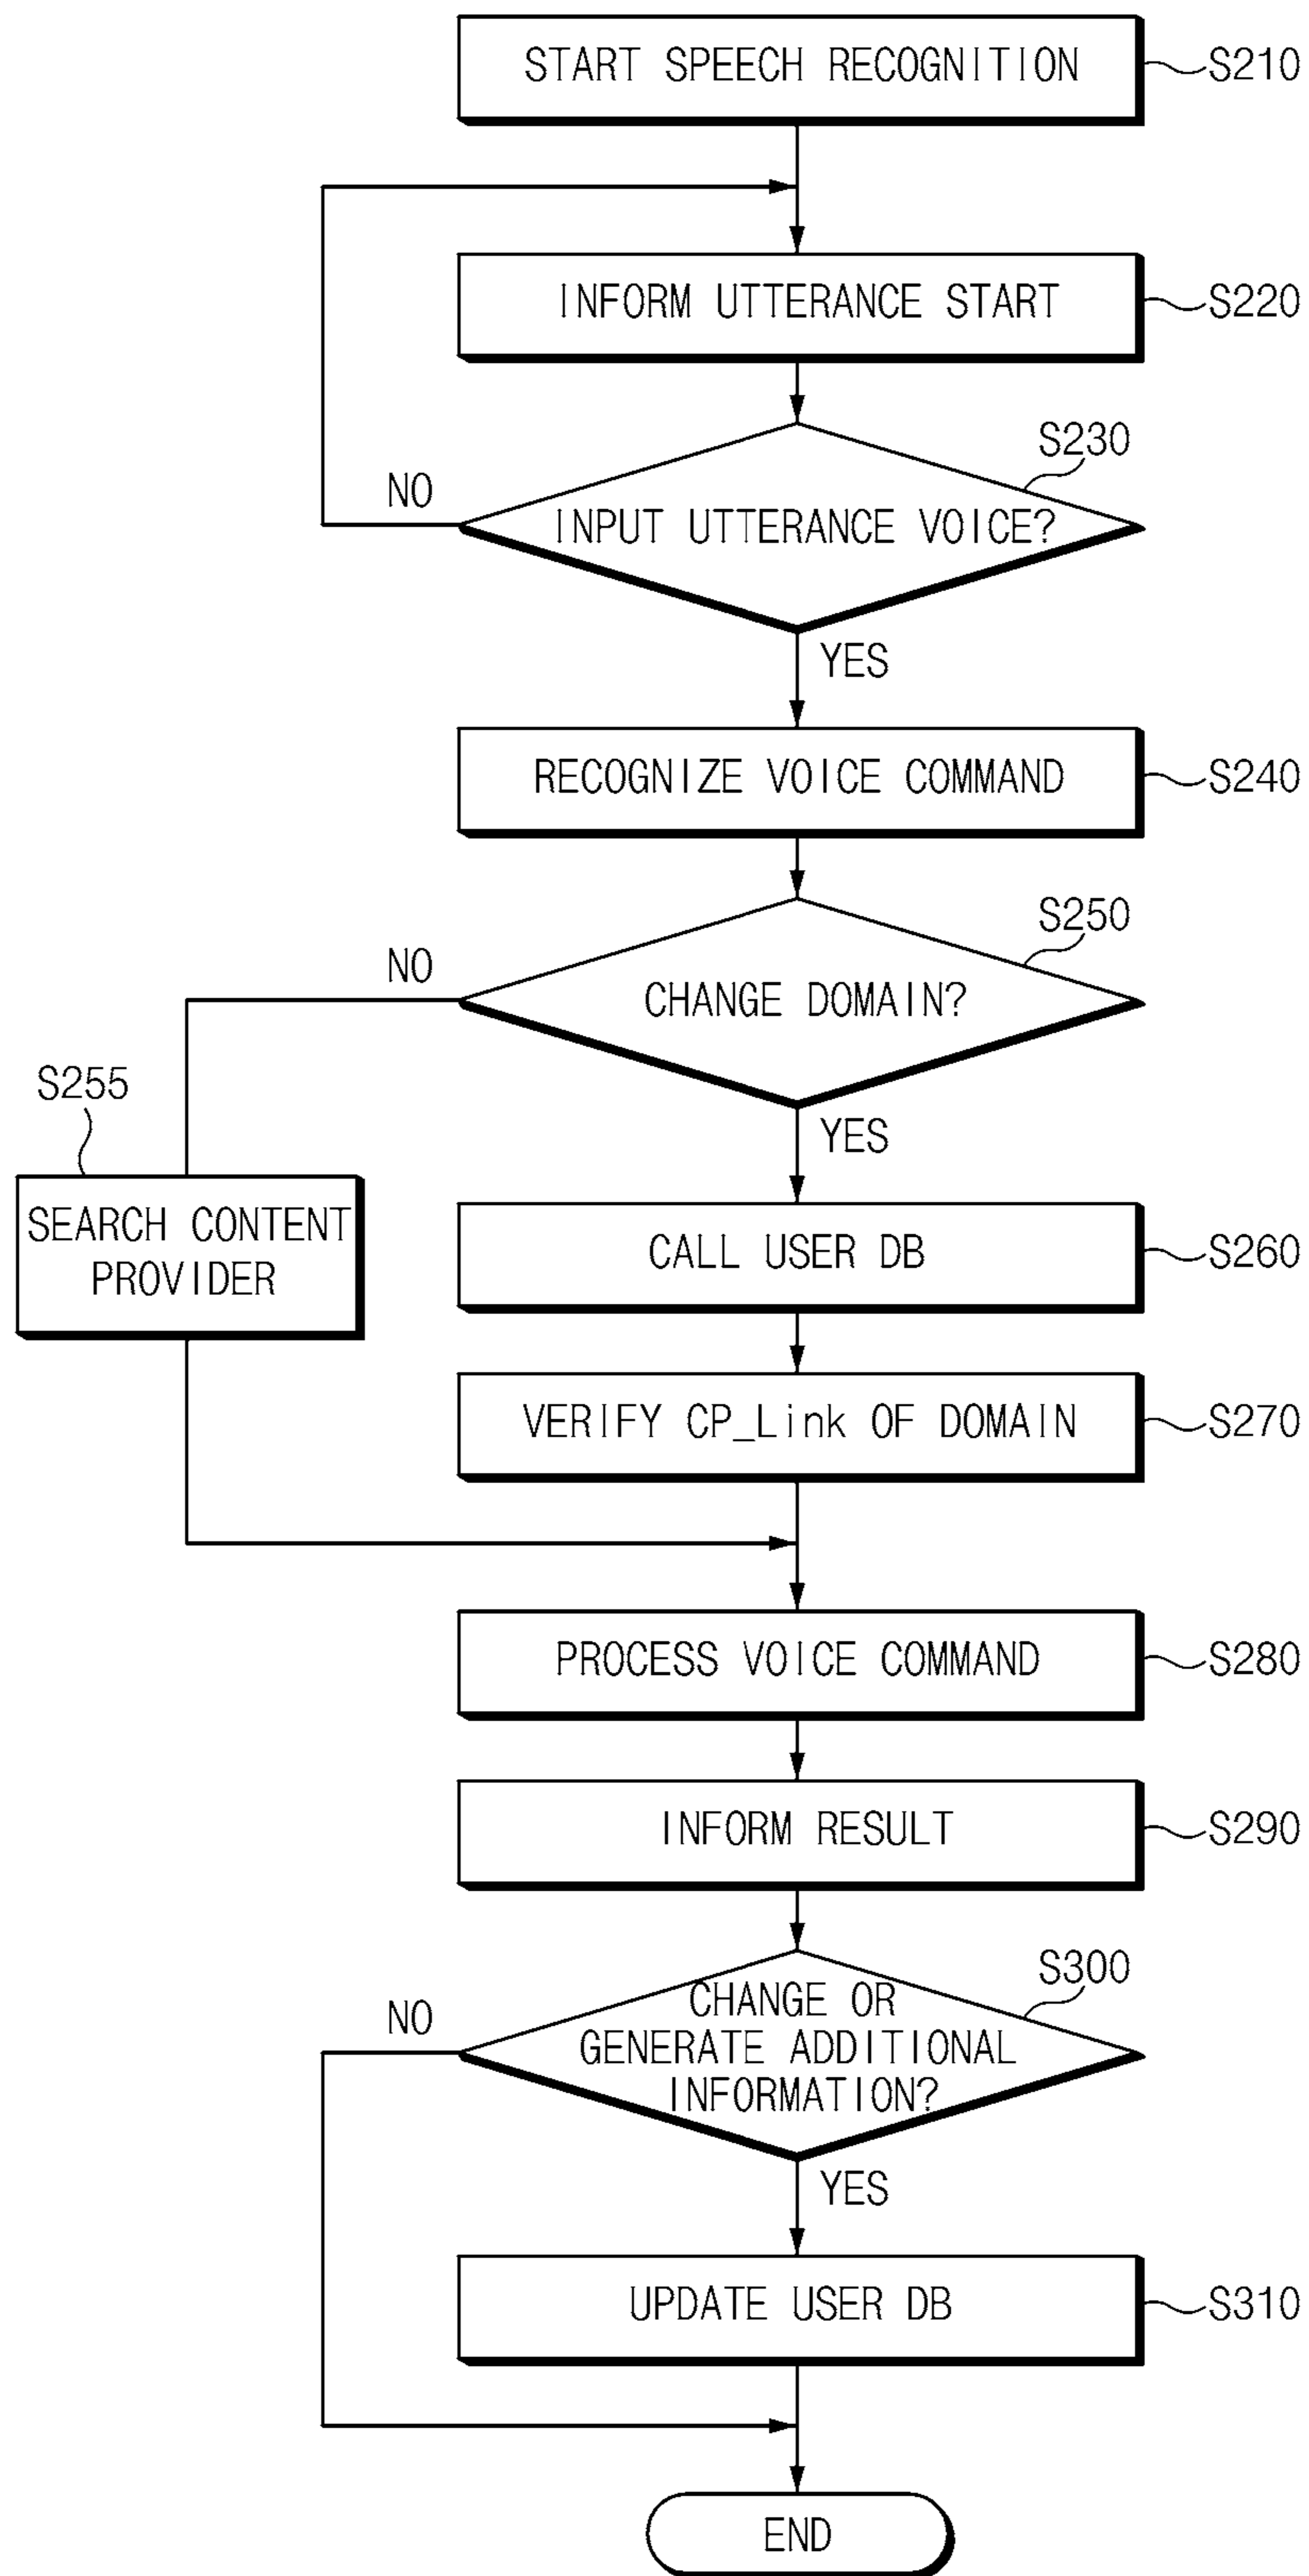 START SPEECH RECOGNITION
S210
INFORM UTTERANCE START
S220
S230
NO
INPUT UTTERANCE VOICE?
YES
RECOGNIZE VOICE COMMAND
S240
S250
NO
CHANGE DOMAIN?
S255
YES
SEARCH CONTENT
PROVIDER
CALL USER DB
S260
VERIFY CP_Link OF DOMAIN
S270
PROCESS VOICE COMMAND
S280
INFORM RESULT
S290
S300
NO
CHANGE OR
GENERATE ADDITIONAL
INFORMATION?
YES
UPDATE USER DB
S310
END